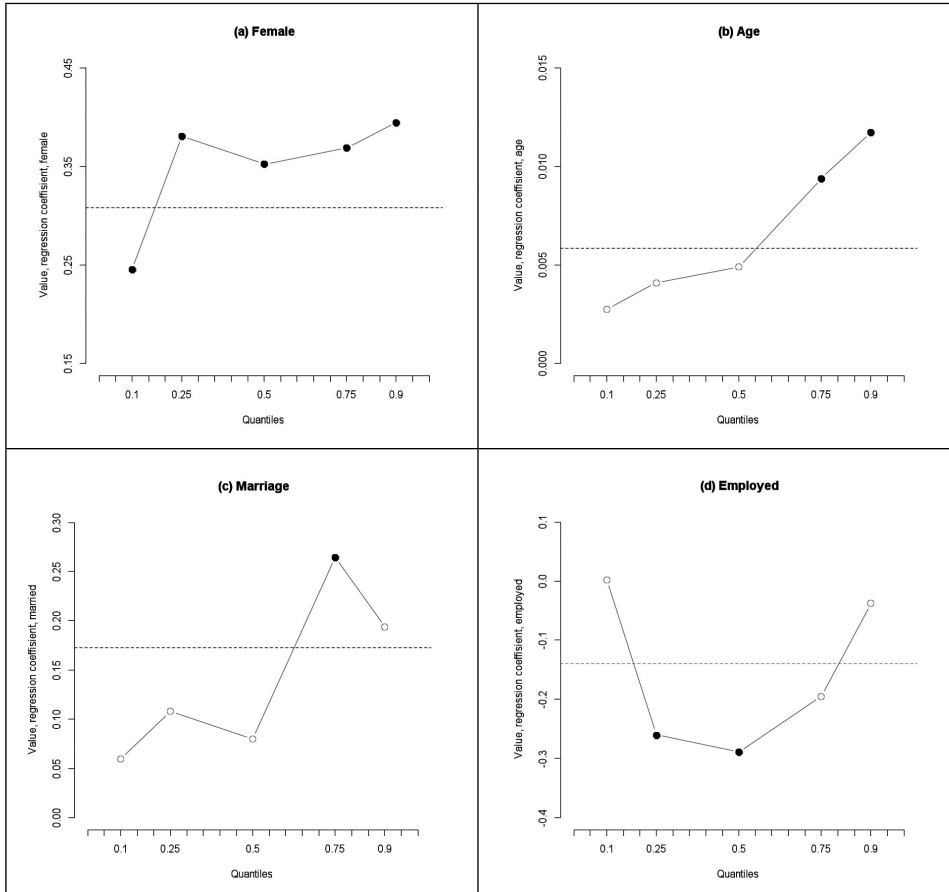 (a) Female
Value, regression coeffisient, female
0.45
0.35
0.25
0.15
0.1 0.25 0.5 0.75 0.9
Quantiles
(b) Age
Value, regression coeffisient, age
0.015
0.010
0.005
0.000
0.1 0.25 0.5 0.75 0.9
Quantiles
(c) Marriage
Value, regression coeffisient, married
0.30
0.25
0.20
0.15
0.10
0.05
0.00
0.1 0.25 0.5 0.75 0.9
Quantiles
(d) Employed
Value, regression coeffisient, employed
0.1
0.0
-0.1
-0.2
-0.3
-0.4
0.1 0.25 0.5 0.75 0.9
Quantiles